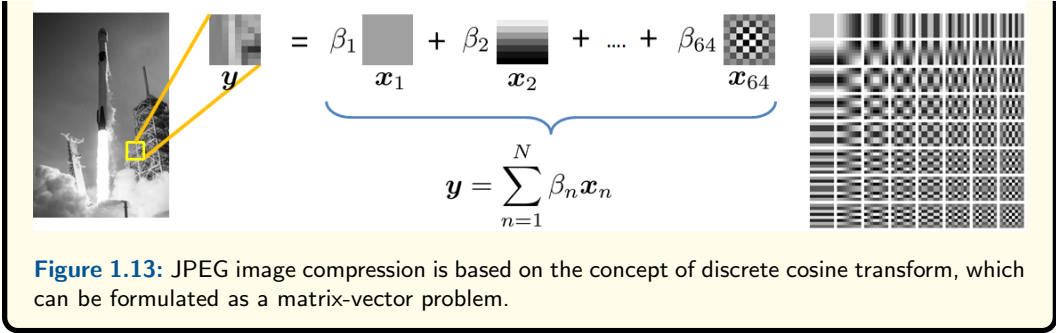 y = β1 x1 + β2 x2 + .... + β64 x64
y = ∑_{n=1}^{N} βn xn
Figure 1.13: JPEG image compression is based on the concept of discrete cosine transform, which
can be formulated as a matrix-vector problem.